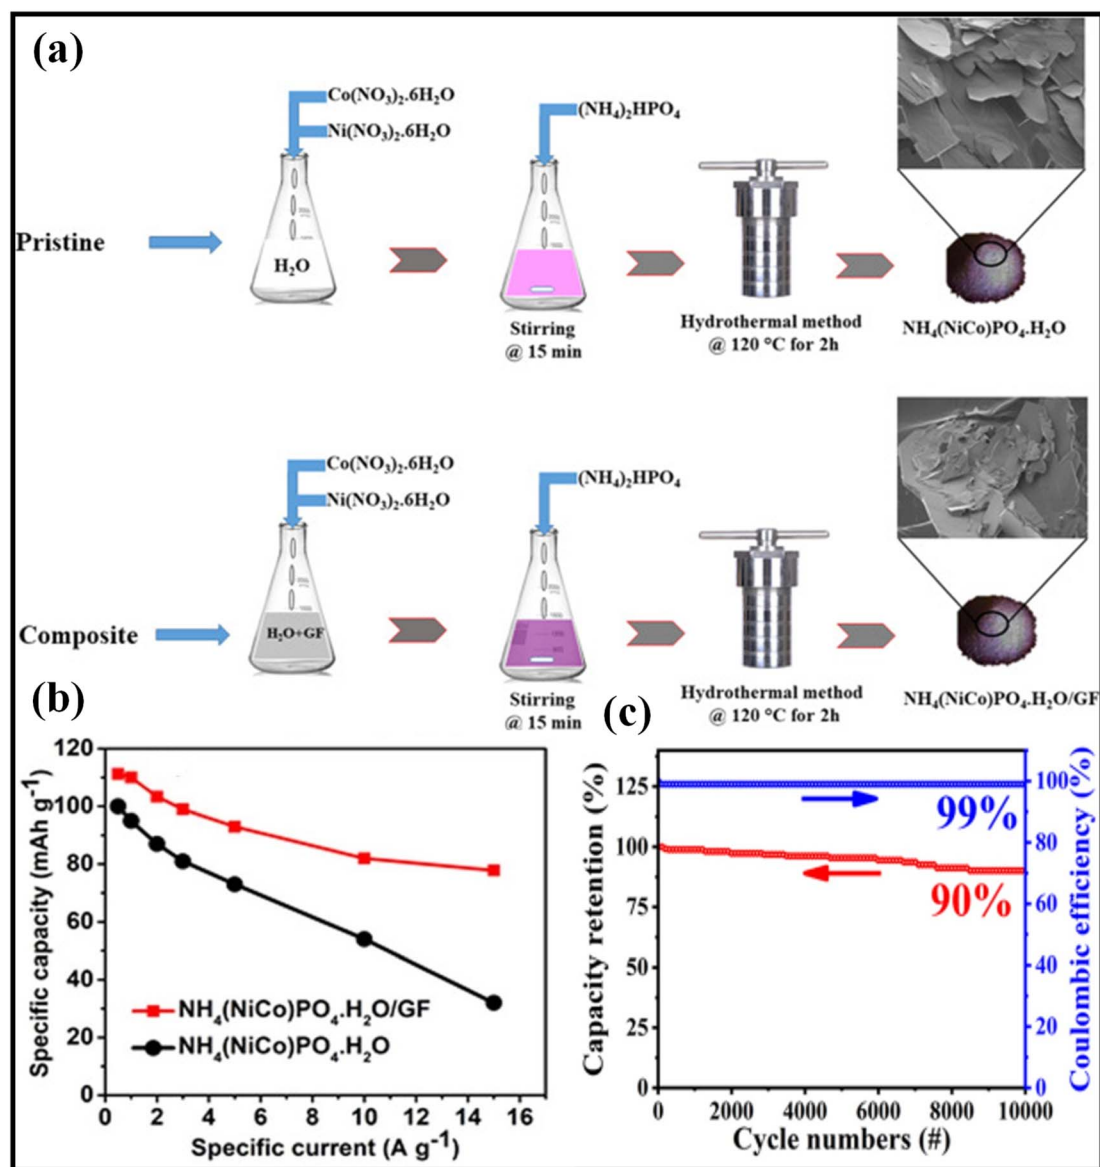 (a)
Co(NO₃)₂.6H₂O
Ni(NO₃)₂.6H₂O
(NH₄)₂HPO₄
Pristine
H₂O
Stirring
@ 15 min
Hydrothermal method
@ 120 °C for 2h
NH₄(NiCo)PO₄.H₂O
Co(NO₃)₂.6H₂O
Ni(NO₃)₂.6H₂O
(NH₄)₂HPO₄
Composite
H₂O+GF
Stirring
@ 15 min
Hydrothermal method
@ 120 °C for 2h
NH₄(NiCo)PO₄.H₂O/GF
(b)
Specific capacity (mAh g⁻¹)
120
100
80
60
40
20
0
NH₄(NiCo)PO₄.H₂O/GF
NH₄(NiCo)PO₄.H₂O
0 2 4 6 8 10 12 14 16
Specific current (A g⁻¹)
(c)
Capacity retention (%)
125
100
75
50
25
0
99%
90%
100
80
60
40
20
0
Coulombic efficiency (%)
0 2000 4000 6000 8000 10000
Cycle numbers (#)